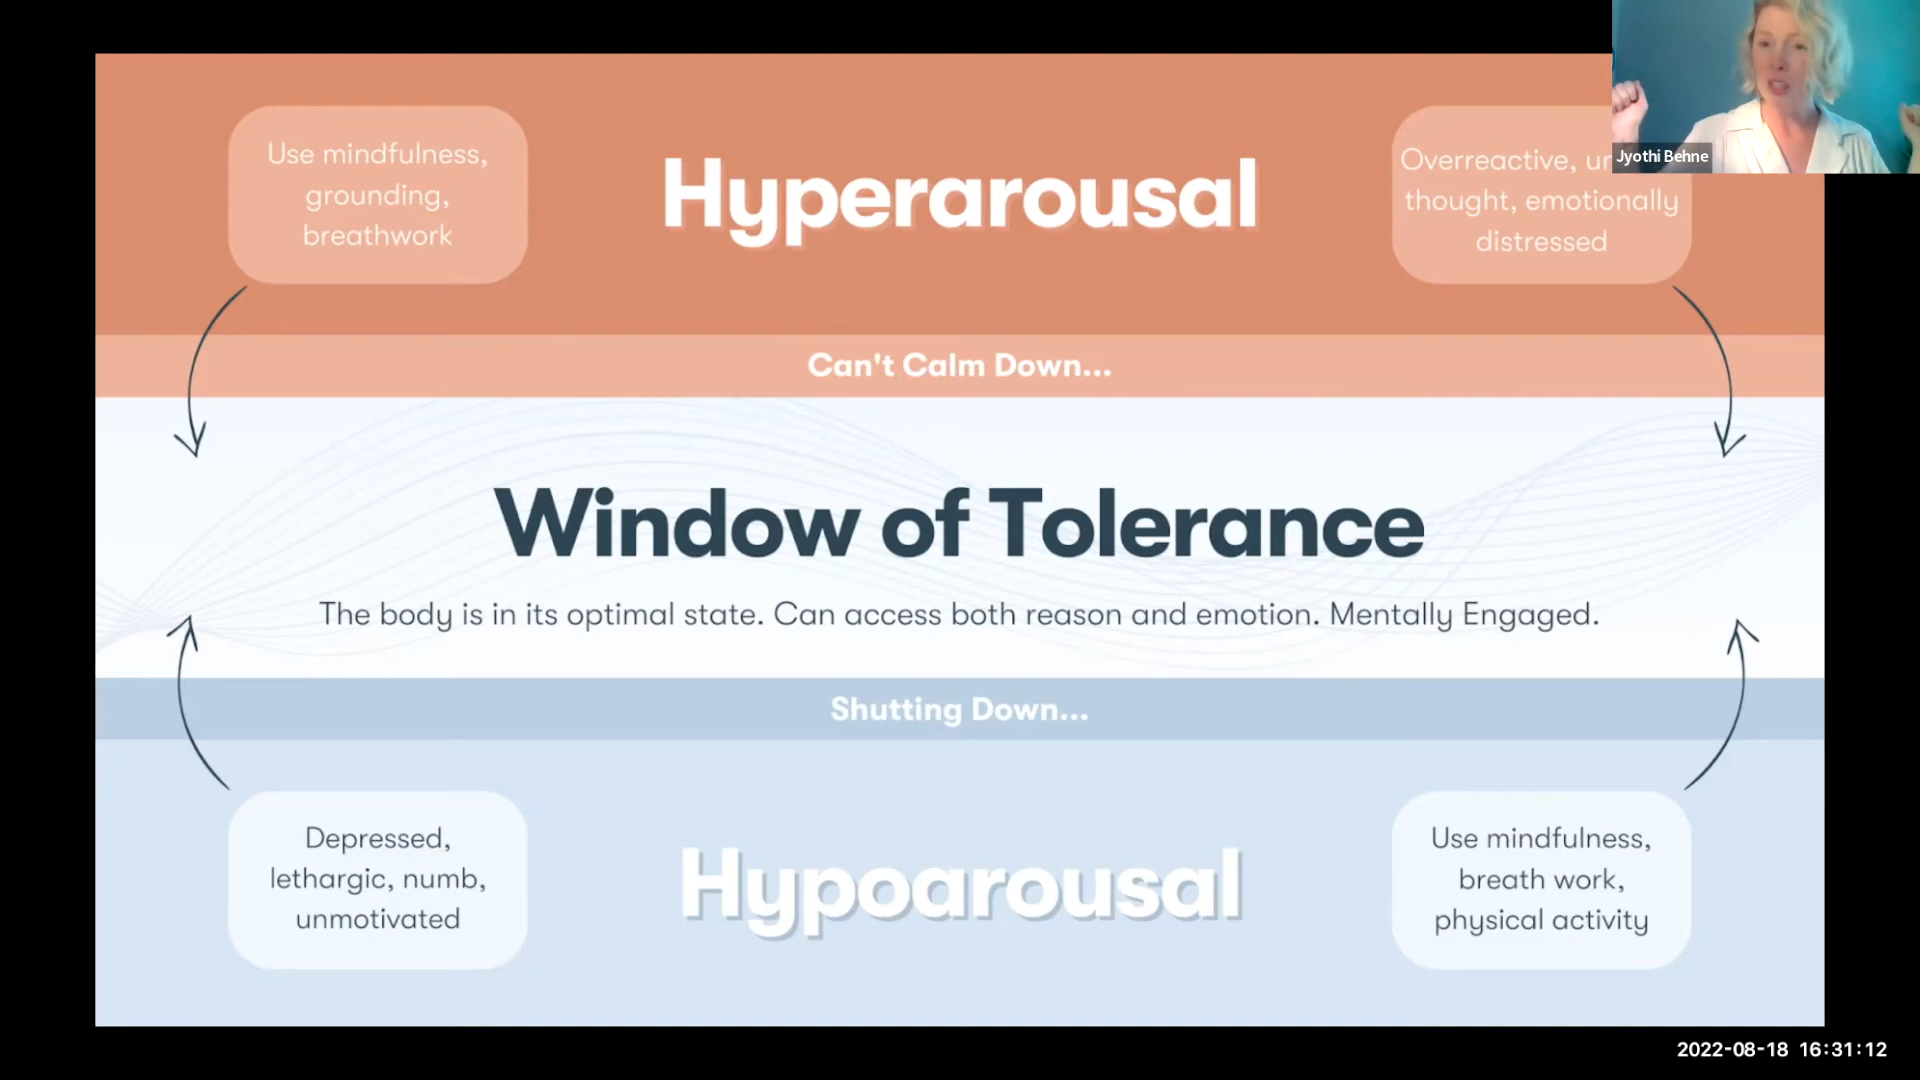 Use mindfulness,
grounding,
breathwork
Hyperarousal
Overreactive,
thought, emotionally
distressed
Jyothi Behne
Can't Calm Down...
Window of Tolerance
The body is in its optimal state. Can access both reason and emotion. Mentally Engaged.
Shutting Down...
Depressed,
lethargic, numb,
unmotivated
Hypoarousal
Use mindfulness,
breath work,
physical activity
2022-08-18 16:31:12